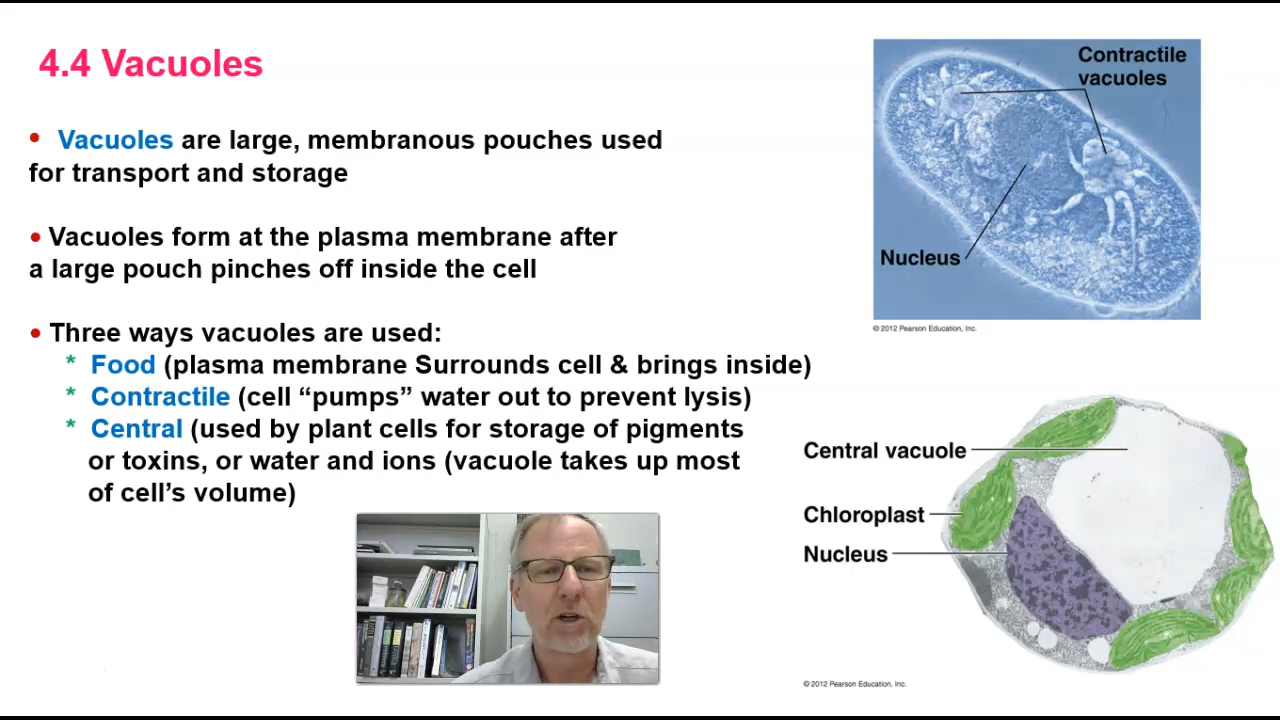 4.4 Vacuoles
• Vacuoles are large, membranous pouches used
for transport and storage
• Vacuoles form at the plasma membrane after
a large pouch pinches off inside the cell
• Three ways vacuoles are used:
* Food (plasma membrane Surrounds cell & brings inside)
* Contractile (cell “pumps” water out to prevent lysis)
* Central (used by plant cells for storage of pigments
or toxins, or water and ions (vacuole takes up most
of cell’s volume)
Contractile
vacuoles
Nucleus
© 2012 Pearson Education, Inc.
Central vacuole
Chloroplast
Nucleus
© 2012 Pearson Education, Inc.